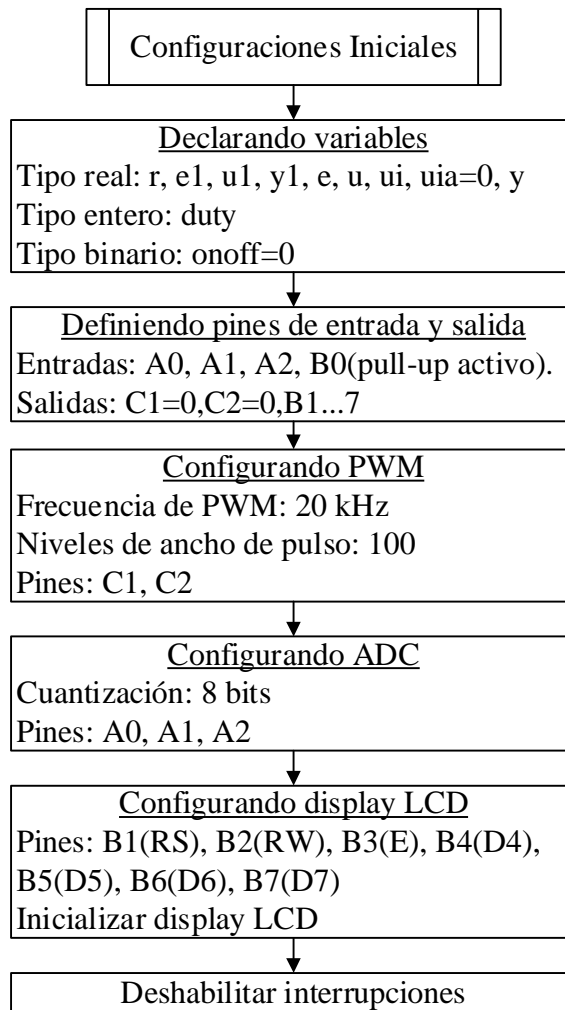 Configuraciones Iniciales
Declarando variables
Tipo real: r, e1, u1, y1, e, u, ui, uia=0, y
Tipo entero: duty
Tipo binario: onoff=0
Definiendo pines de entrada y salida
Entradas: A0, A1, A2, B0(pull-up activo).
Salidas: C1=0,C2=0,B1...7
Configurando PWM
Frecuencia de PWM: 20 kHz
Niveles de ancho de pulso: 100
Pines: C1, C2
Configurando ADC
Cuantización: 8 bits
Pines: A0, A1, A2
Configurando display LCD
Pines: B1(RS), B2(RW), B3(E), B4(D4),
B5(D5), B6(D6), B7(D7)
Inicializar display LCD
Deshabilitar interrupciones